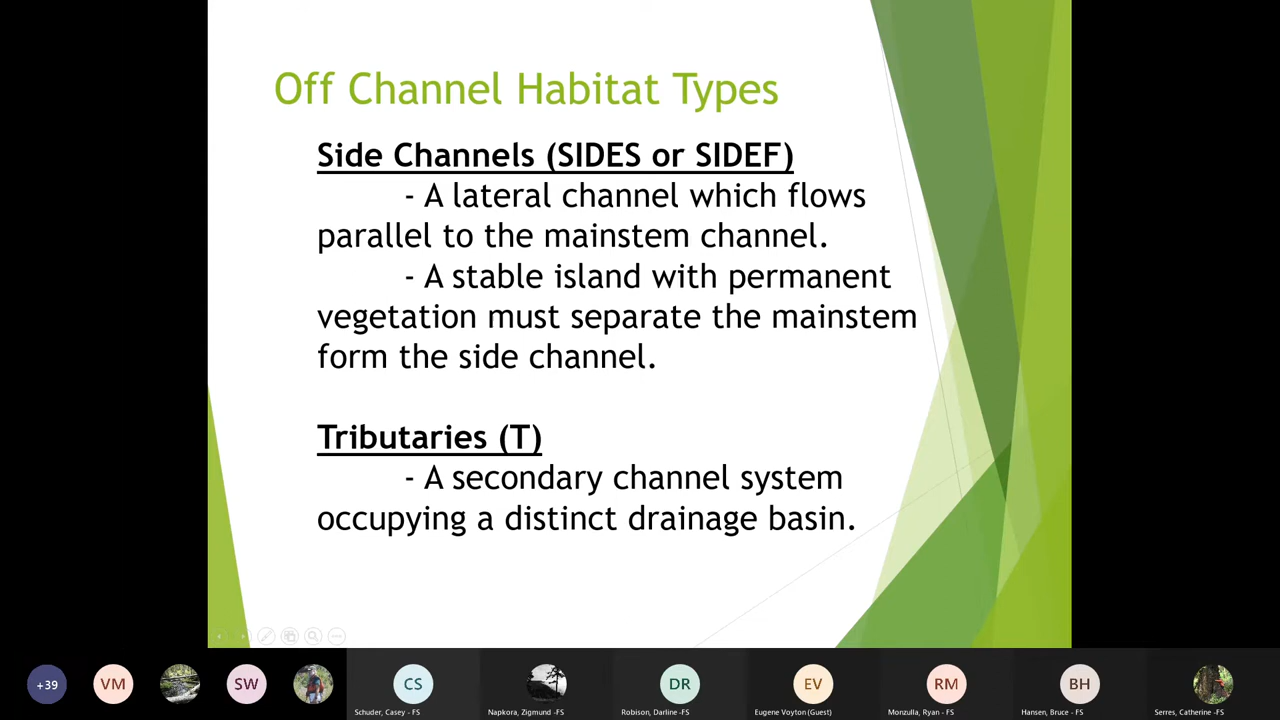 Off Channel Habitat Types
Side Channels (SIDES or SIDEF)
- A lateral channel which flows
parallel to the mainstem channel.
- A stable island with permanent
vegetation must separate the mainstem
form the side channel.
Tributaries (T)
- A secondary channel system
occupying a distinct drainage basin.
+39
VM
SW
CS
DR
EV
RM
BH
Schuder, Casey - FS
Napkora, Zigmund -FS
Robison, Darline -FS
Eugene Voyton (Guest)
Monzulla, Ryan - FS
Hansen, Bruce - FS
Serres, Catherine -FS